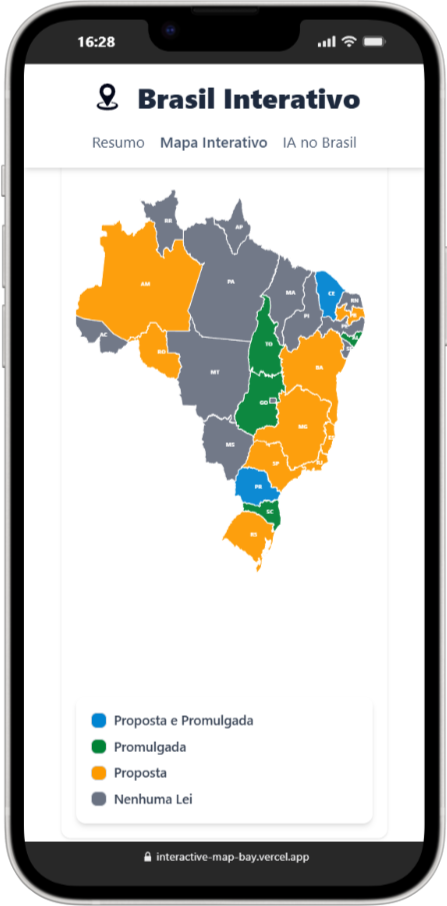 16:28
Brasil Interativo
Resumo Mapa Interativo IA no Brasil
RR
AP
AM
PA
MA
CE
RN
PI
AC
TO
RO
BA
MT
GO
MG
MS
SP
PR
SC
RS
Proposta e Promulgada
Promulgada
Proposta
Nenhuma Lei
interactive-map-bay.vercel.app